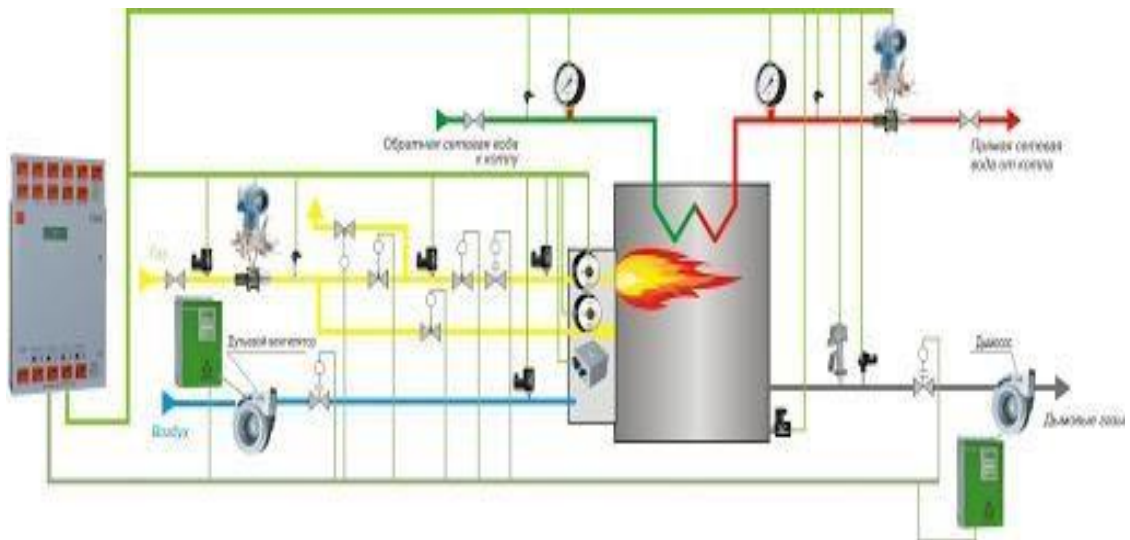 Обратная сетевая вода
к котлу
Прямая сетевая
вода от котла
Газ
Дутьевой вентилятор
Воздух
Дымосос
Дымовые газы